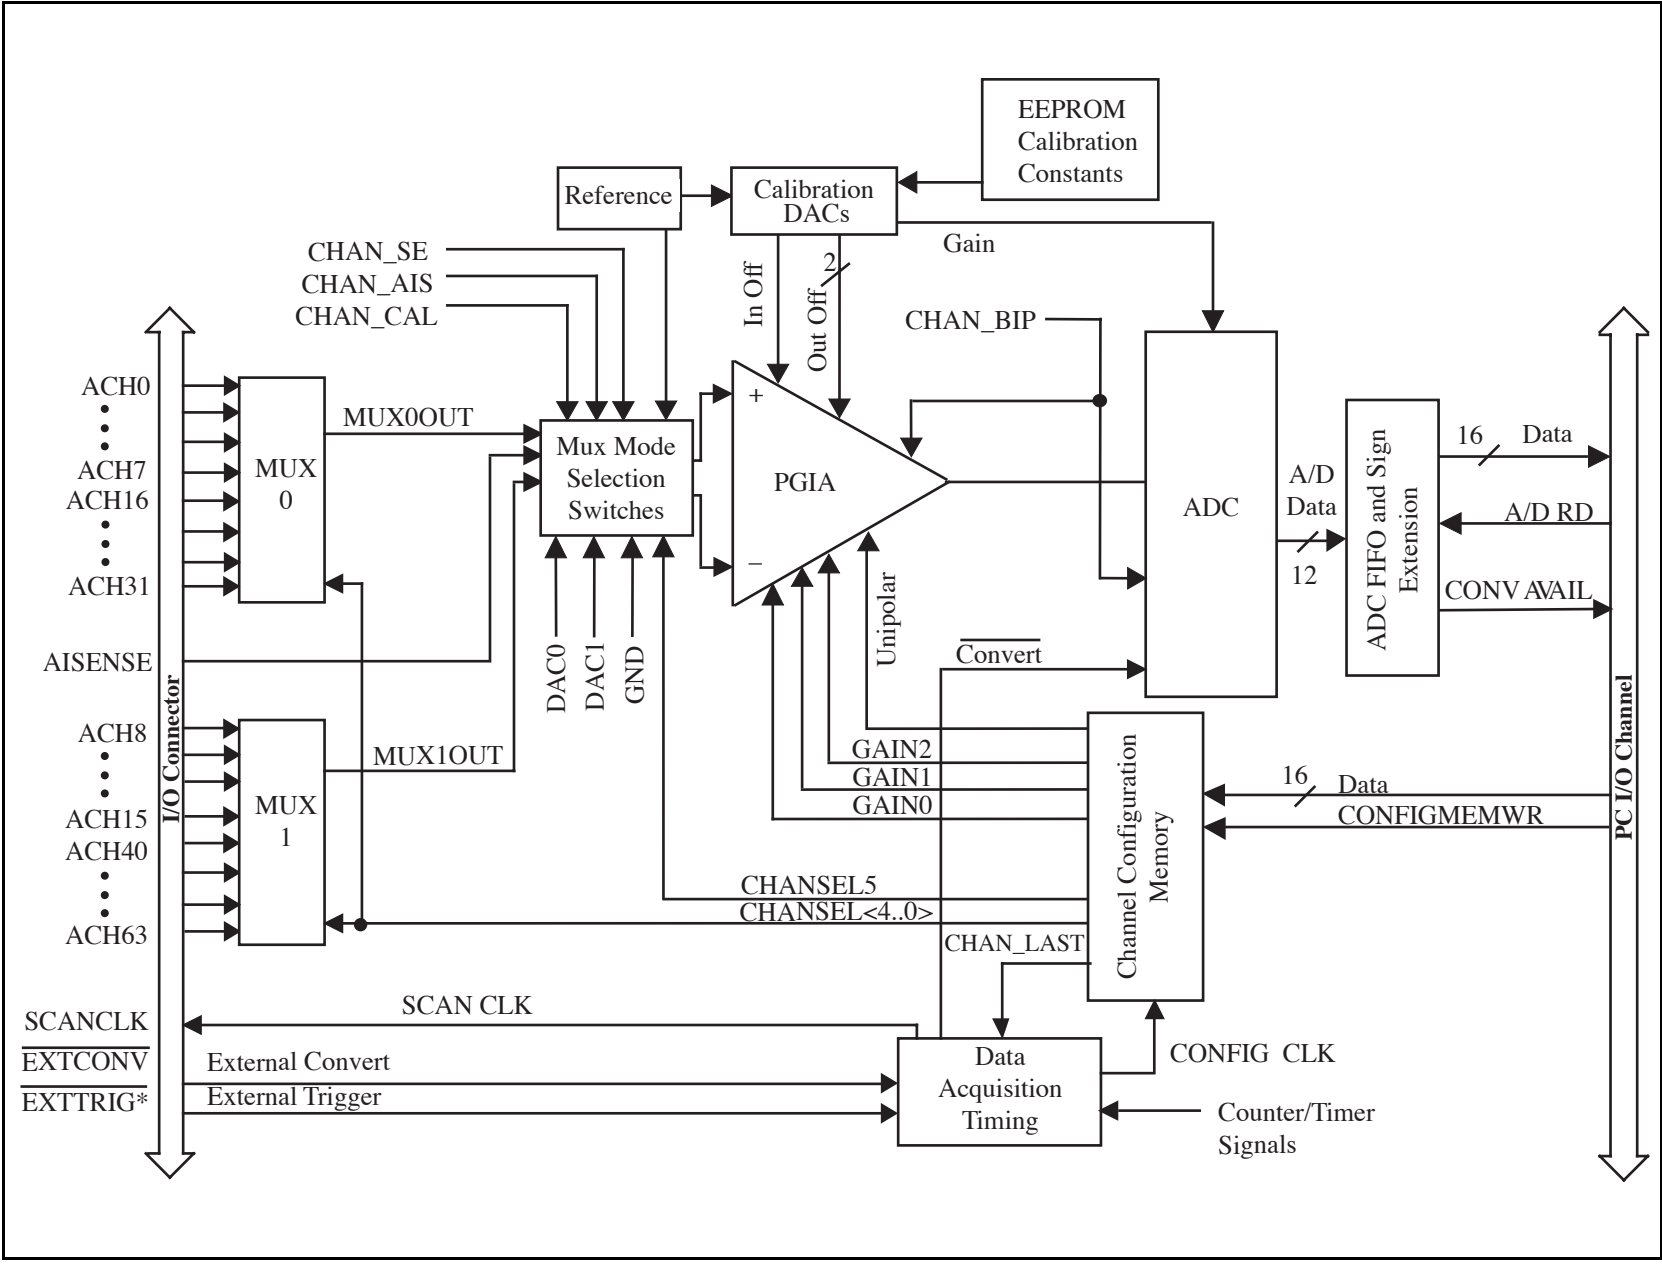 EEPROM
Calibration
Constants
Reference
Calibration
DACs
Gain
CHAN_SE
CHAN_AIS
CHAN_CAL
In Off
2
Out Off
CHAN_BIP
ACH0
ACH7
ACH16
ACH31
MUX
0
MUX0OUT
Mux Mode
Selection
Switches
+
PGIA
–
ADC
A/D
Data
12
ADC FIFO and Sign
Extension
16
Data
A/D RD
CONV AVAIL
AISENSE
I/O Connector
DAC0
DAC1
GND
Unipolar
Convert
PC I/O Channel
ACH8
ACH15
ACH40
ACH63
MUX
1
MUX1OUT
GAIN2
GAIN1
GAIN0
CHANSEL5
CHANSEL<4..0>
CHAN_LAST
Channel Configuration
Memory
16
Data
CONFIGMEMWR
SCANCLK
SCAN CLK
EXTCONV
External Convert
EXTTRIG*
External Trigger
Data
Acquisition
Timing
CONFIG CLK
Counter/Timer
Signals